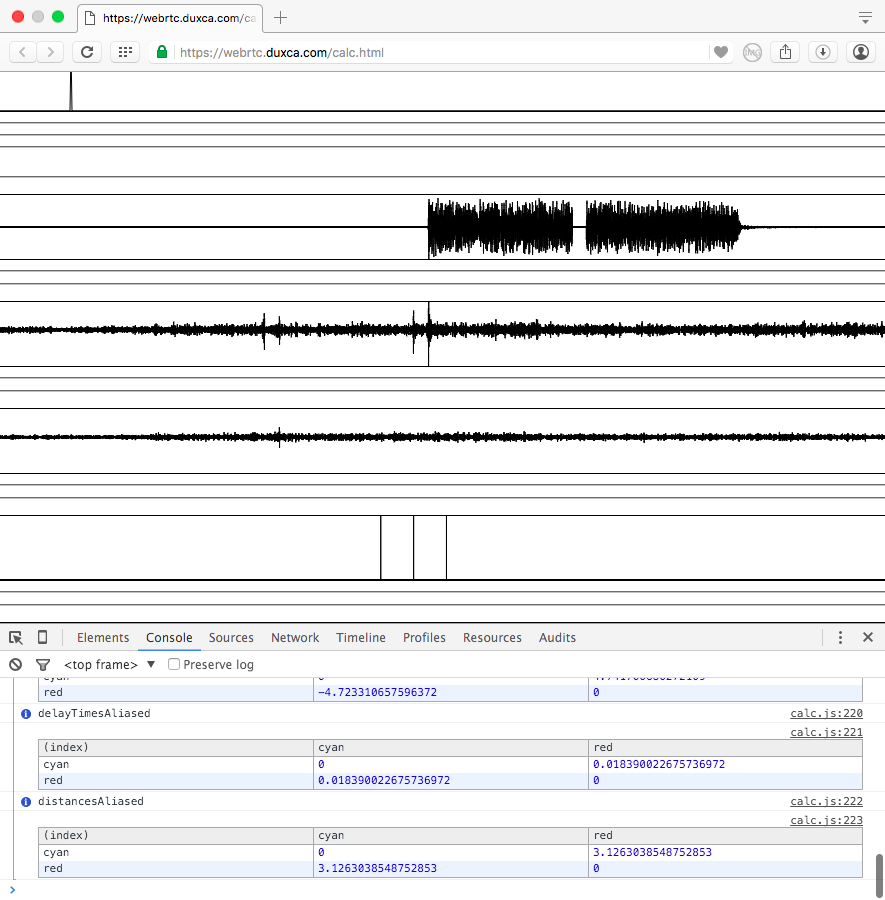 https://webrtc.duxca.com/ca
https://webrtc.duxca.com/calc.html
Elements Console Sources Network Timeline Profiles Resources Audits
<top frame> ▼ Preserve log
cyan 0
red -4.723310657596372 0
delayTimesAliased calc.js:220
calc.js:221
(index) cyan red
cyan 0 0.018390022675736972
red 0.018390022675736972 0
distancesAliased calc.js:222
calc.js:223
(index) cyan red
cyan 0 3.1263038548752853
red 3.1263038548752853 0
>